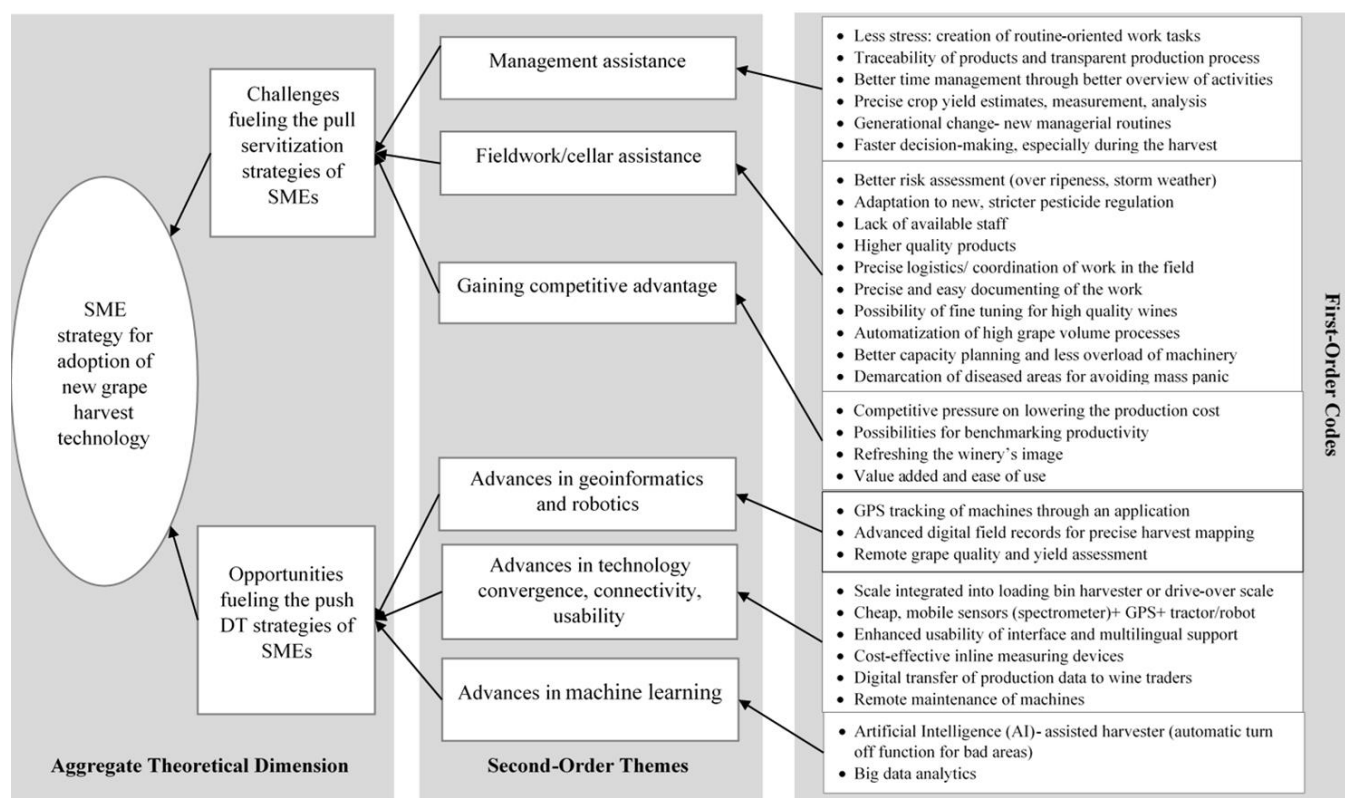 SME
strategy for
adoption of
new grape
harvest
technology
Challenges
fueling the pull
servitization
strategies of
SMEs
Opportunities
fueling the push
DT strategies of
SMEs
Aggregate Theoretical Dimension
Management assistance
Fieldwork/cellar assistance
Gaining competitive advantage
Advances in geoinformatics
and robotics
Advances in technology
convergence, connectivity,
usability
Advances in machine learning
Second-Order Themes
• Less stress: creation of routine-oriented work tasks
• Traceability of products and transparent production process
• Better time management through better overview of activities
• Precise crop yield estimates, measurement, analysis
• Generational change- new managerial routines
• Faster decision-making, especially during the harvest
• Better risk assessment (over ripeness, storm weather)
• Adaptation to new, stricter pesticide regulation
• Lack of available staff
• Higher quality products
• Precise logistics/ coordination of work in the field
• Precise and easy documenting of the work
• Possibility of fine tuning for high quality wines
• Automatization of high grape volume processes
• Better capacity planning and less overload of machinery
• Demarcation of diseased areas for avoiding mass panic
• Competitive pressure on lowering the production cost
• Possibilities for benchmarking productivity
• Refreshing the winery's image
• Value added and ease of use
• GPS tracking of machines through an application
• Advanced digital field records for precise harvest mapping
• Remote grape quality and yield assessment
• Scale integrated into loading bin harvester or drive-over scale
• Cheap, mobile sensors (spectrometer)+ GPS+ tractor/robot
• Enhanced usability of interface and multilingual support
• Cost-effective inline measuring devices
• Digital transfer of production data to wine traders
• Remote maintenance of machines
• Artificial Intelligence (AI)- assisted harvester (automatic turn
off function for bad areas)
• Big data analytics
First-Order Codes